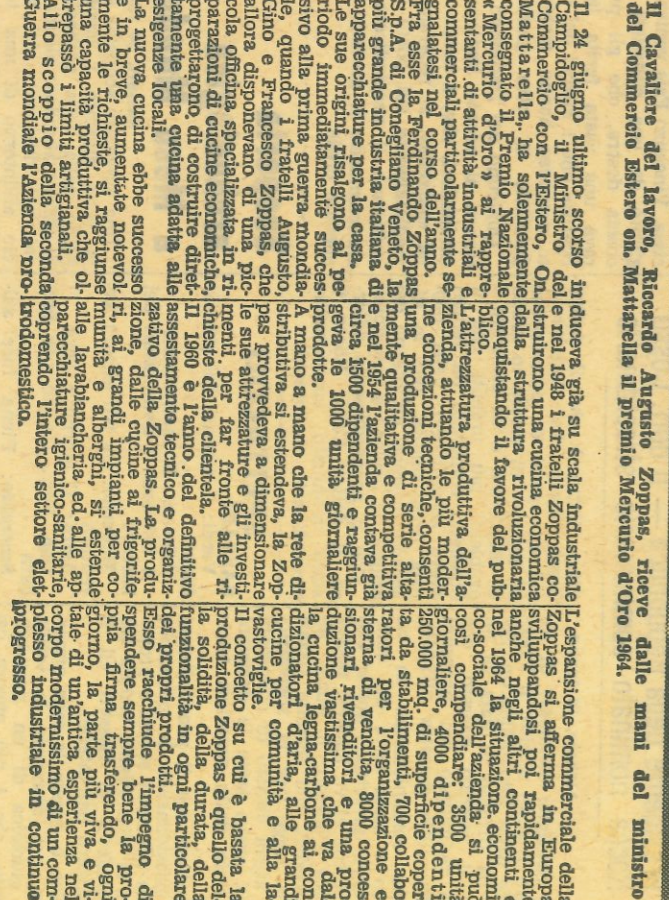 Il Cavaliere del lavoro, Riccardo Augusto Zoppas, riceve dalle mani del ministro
del Commercio Estero on. Mattarella il premio Mercurio d'Oro 1964.
Il 24 giugno ultimo scorso in
Campidoglio, il Ministro del
Commercio con l'Estero, On.
Mattarella, ha solennemente
consegnato il Premio Nazionale
« Mercurio d'Oro » ai rappre-
sentanti di attività industriali e
commerciali particolarmente se-
gnalatesi nel corso dell'anno.
Fra esse la Ferdinando Zoppas
S.p.A. di Conegliano Veneto, la
più grande industria italiana di
apparecchiature per la casa.
Le sue origini risalgono al pe-
riodo immediatamente succes-
sivo alla prima guerra mondia-
le, quando i fratelli Augusto,
Gino e Francesco Zoppas, che
allora disponevano di una pic-
cola officina specializzata in ri-
parazioni di cucine economiche,
progettarono di costruire diret-
tamente una cucina adatta alle
esigenze locali.
La nuova cucina ebbe successo
e in breve, aumentate notevol-
mente le richieste, si raggiunse
una capacità produttiva che ol-
trepassò i limiti artigianali.
Allo scoppio della seconda
Guerra mondiale l'Azienda pro-
duceva già su scala industriale
e nel 1948 i fratelli Zoppas co-
struirono una cucina economica
dalla struttura rivoluzionaria
conquistando il favore del pub-
blico.
L'attrezzatura produttiva dell'a-
zienda, attuando le più moder-
ne concezioni tecniche, consentì
una produzione di serie alta-
mente qualitativa e competitiva
e nel 1954 l'azienda contava già
circa 1500 dipendenti e raggiun-
geva le 1000 unità giornaliere
prodotte.
A mano a mano che la rete di-
stributiva si estendeva, la Zop-
pas provvedeva a dimensionare
le sue attrezzature e gli investi-
menti per far fronte alle ri-
chieste della clientela.
Il 1960 è l'anno del definitivo
assestamento tecnico e organiz-
zativo della Zoppas. La produ-
zione, dalle cucine ai frigorife-
ri, ai grandi impianti per co-
munità e alberghi, si estende
alle lavabiancheria ed alle ap-
parecchiature igienico-sanitarie,
coprendo l'intero settore elet-
trodomestico.
L'espansione commerciale della
Zoppas si afferma in Europa
sviluppandosi poi rapidamente
anche negli altri continenti e
nel 1964 la situazione economi
co-sociale dell'azienda si può
così compendiare: 3500 unità
giornaliere, 4000 dipendenti
250.000 mq. di superficie coper
ta da stabilimenti, 700 collabo
ratori per l'organizzazione e
sterna di vendita, 8000 conces
sionari rivenditori e una pro
duzione vastissima che va dal
la cucina legna-carbone ai con
dizionatori d'aria, alle grandi
cucine per comunità e alla la
vastoviglie.
Il concetto su cui è basata la
produzione Zoppas è quello del
la solidità, della durata, della
funzionalità in ogni particolare
dei propri prodotti.
Esso racchiude l'impegno di
spendere sempre bene la pro-
pria firma trasferendo, ogni
giorno, la parte più viva e vi-
tale di un'antica esperienza nel
corpo modernissimo di un com-
plesso industriale in continuo
progresso.